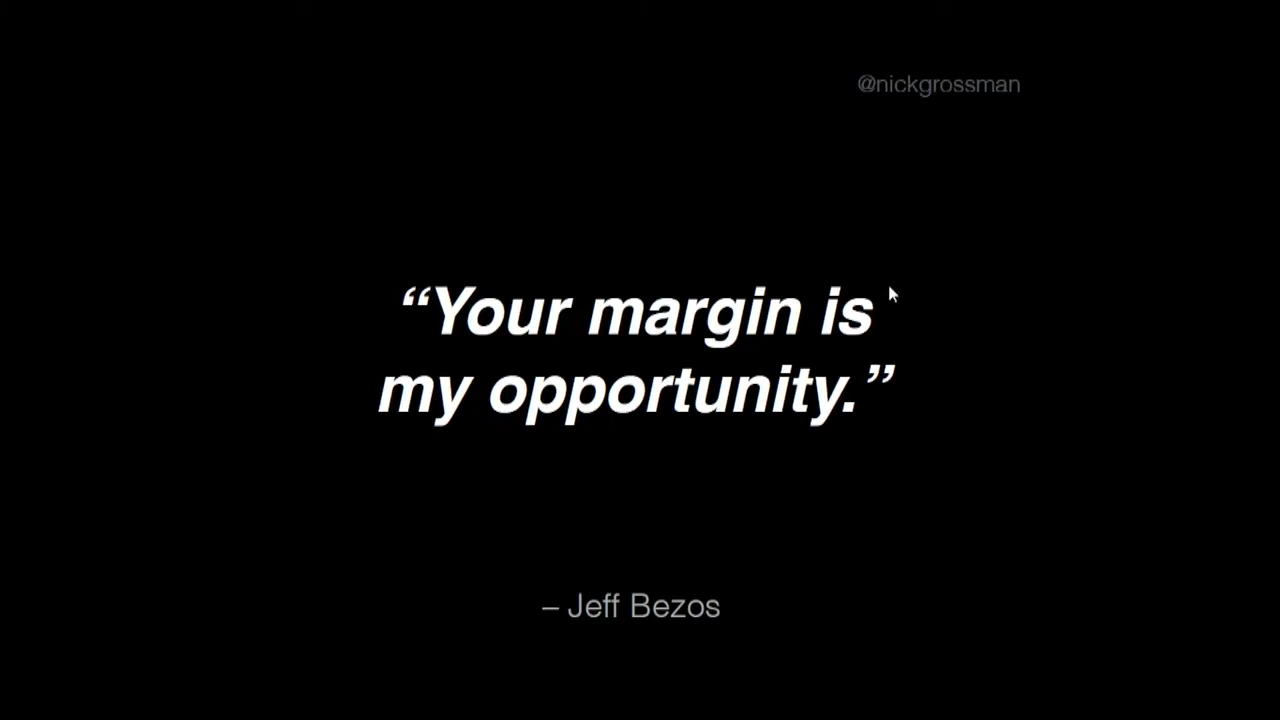 @nickgrossman
“Your margin is
my opportunity.”
– Jeff Bezos